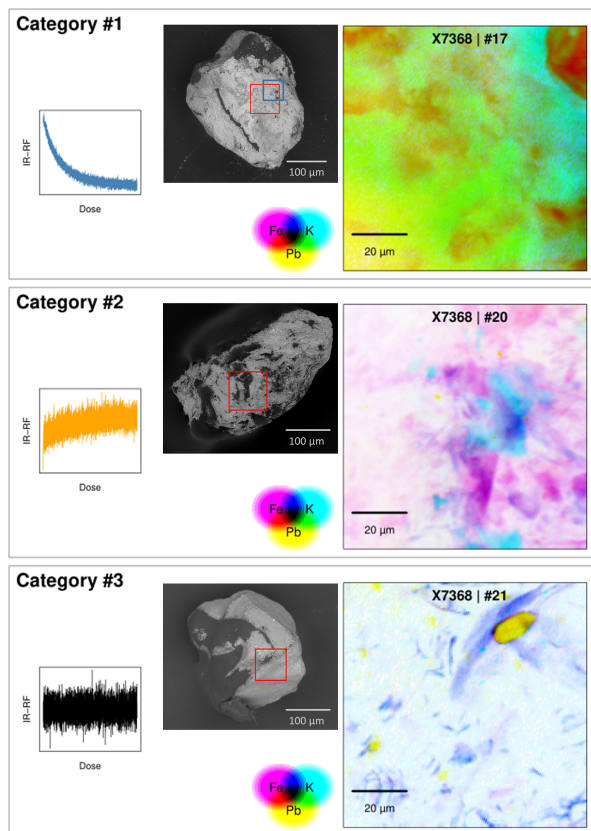 Category #1
X7368 | #17
IR−RF
Dose
100 µm
Fe
K
Pb
20 µm
Category #2
X7368 | #20
IR−RF
Dose
100 µm
Fe
K
Pb
20 µm
Category #3
X7368 | #21
IR−RF
Dose
100 µm
Fe
K
Pb
20 µm